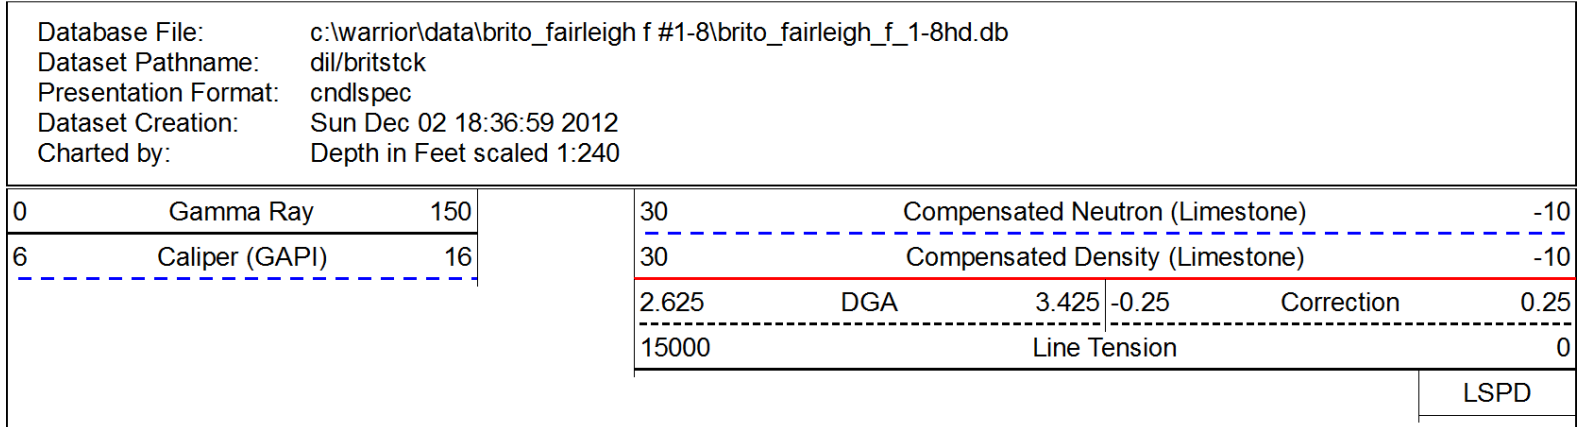 Database File: c:\warrior\data\brito_fairleigh f #1-8\brito_fairleigh_f_1-8hd.db
Dataset Pathname: dil/britstck
Presentation Format: cndlspec
Dataset Creation: Sun Dec 02 18:36:59 2012
Charted by: Depth in Feet scaled 1:240
0 Gamma Ray 150 30 Compensated Neutron (Limestone) -10
6 Caliper (GAPI) 16 30 Compensated Density (Limestone) -10
2.625 DGA 3.425 -0.25 Correction 0.25
15000 Line Tension 0
LSPD